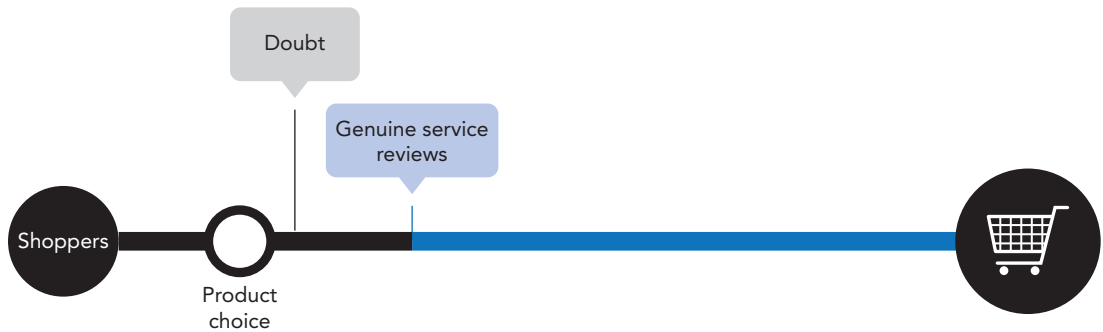 Doubt
Genuine service
reviews
Shoppers
Product
choice